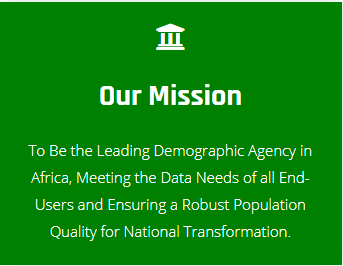 Our Mission
To Be the Leading Demographic Agency in
Africa, Meeting the Data Needs of all End-
Users and Ensuring a Robust Population
Quality for National Transformation.